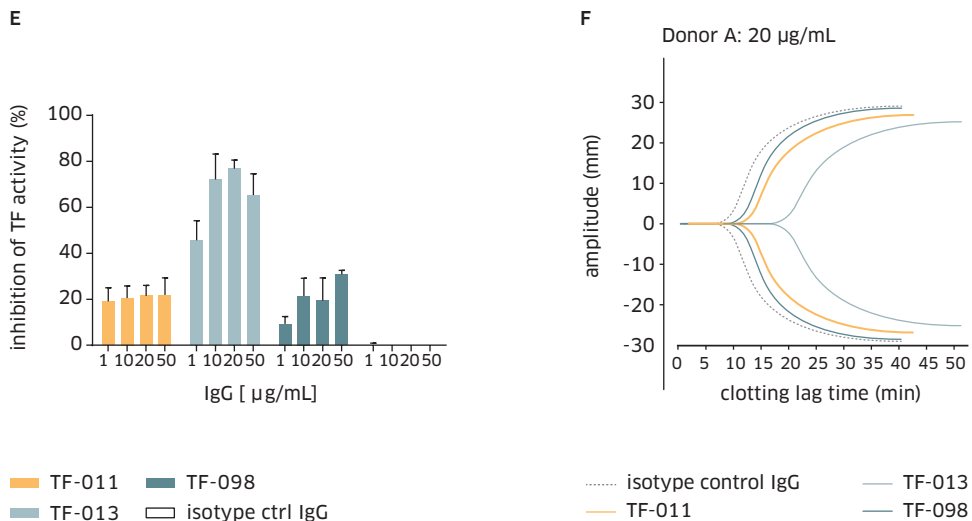 E
inhibition of TF activity (%)
100
80
60
40
20
0
1 10 20 50 1 10 20 50 1 10 20 50 1 10 20 50
IgG [ µg/mL]
TF-011
TF-098
TF-013
isotype ctrl IgG
F
Donor A: 20 µg/mL
amplitude (mm)
30
20
10
0
-10
-20
-30
0 5 10 15 20 25 30 35 40 45 50
clotting lag time (min)
isotype control IgG
TF-013
TF-011
TF-098